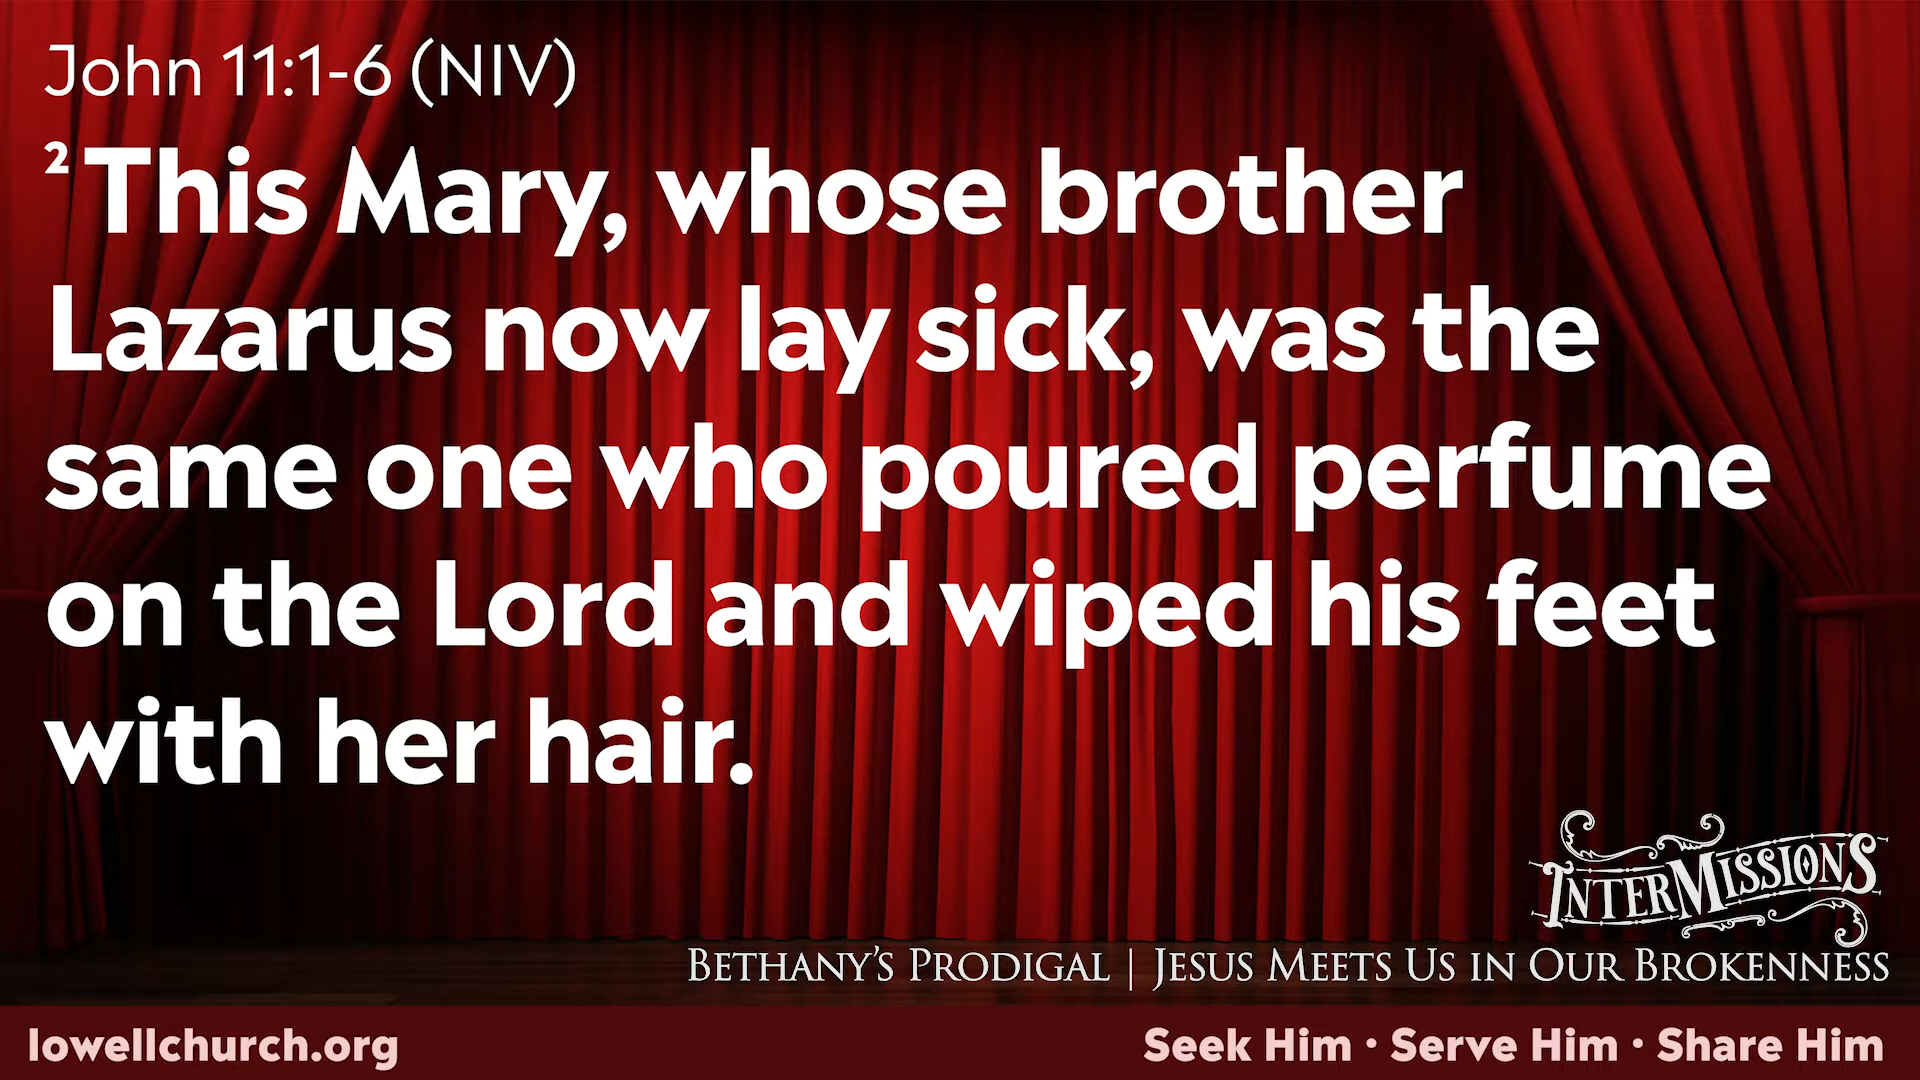 John 11:1-6 (NIV)
² This Mary, whose brother
Lazarus now lay sick, was the
same one who poured perfume
on the Lord and wiped his feet
with her hair.
INTERMISSIONS
BETHANY'S PRODIGAL | JESUS MEETS US IN OUR BROKENNESS
lowellchurch.org
Seek Him • Serve Him • Share Him